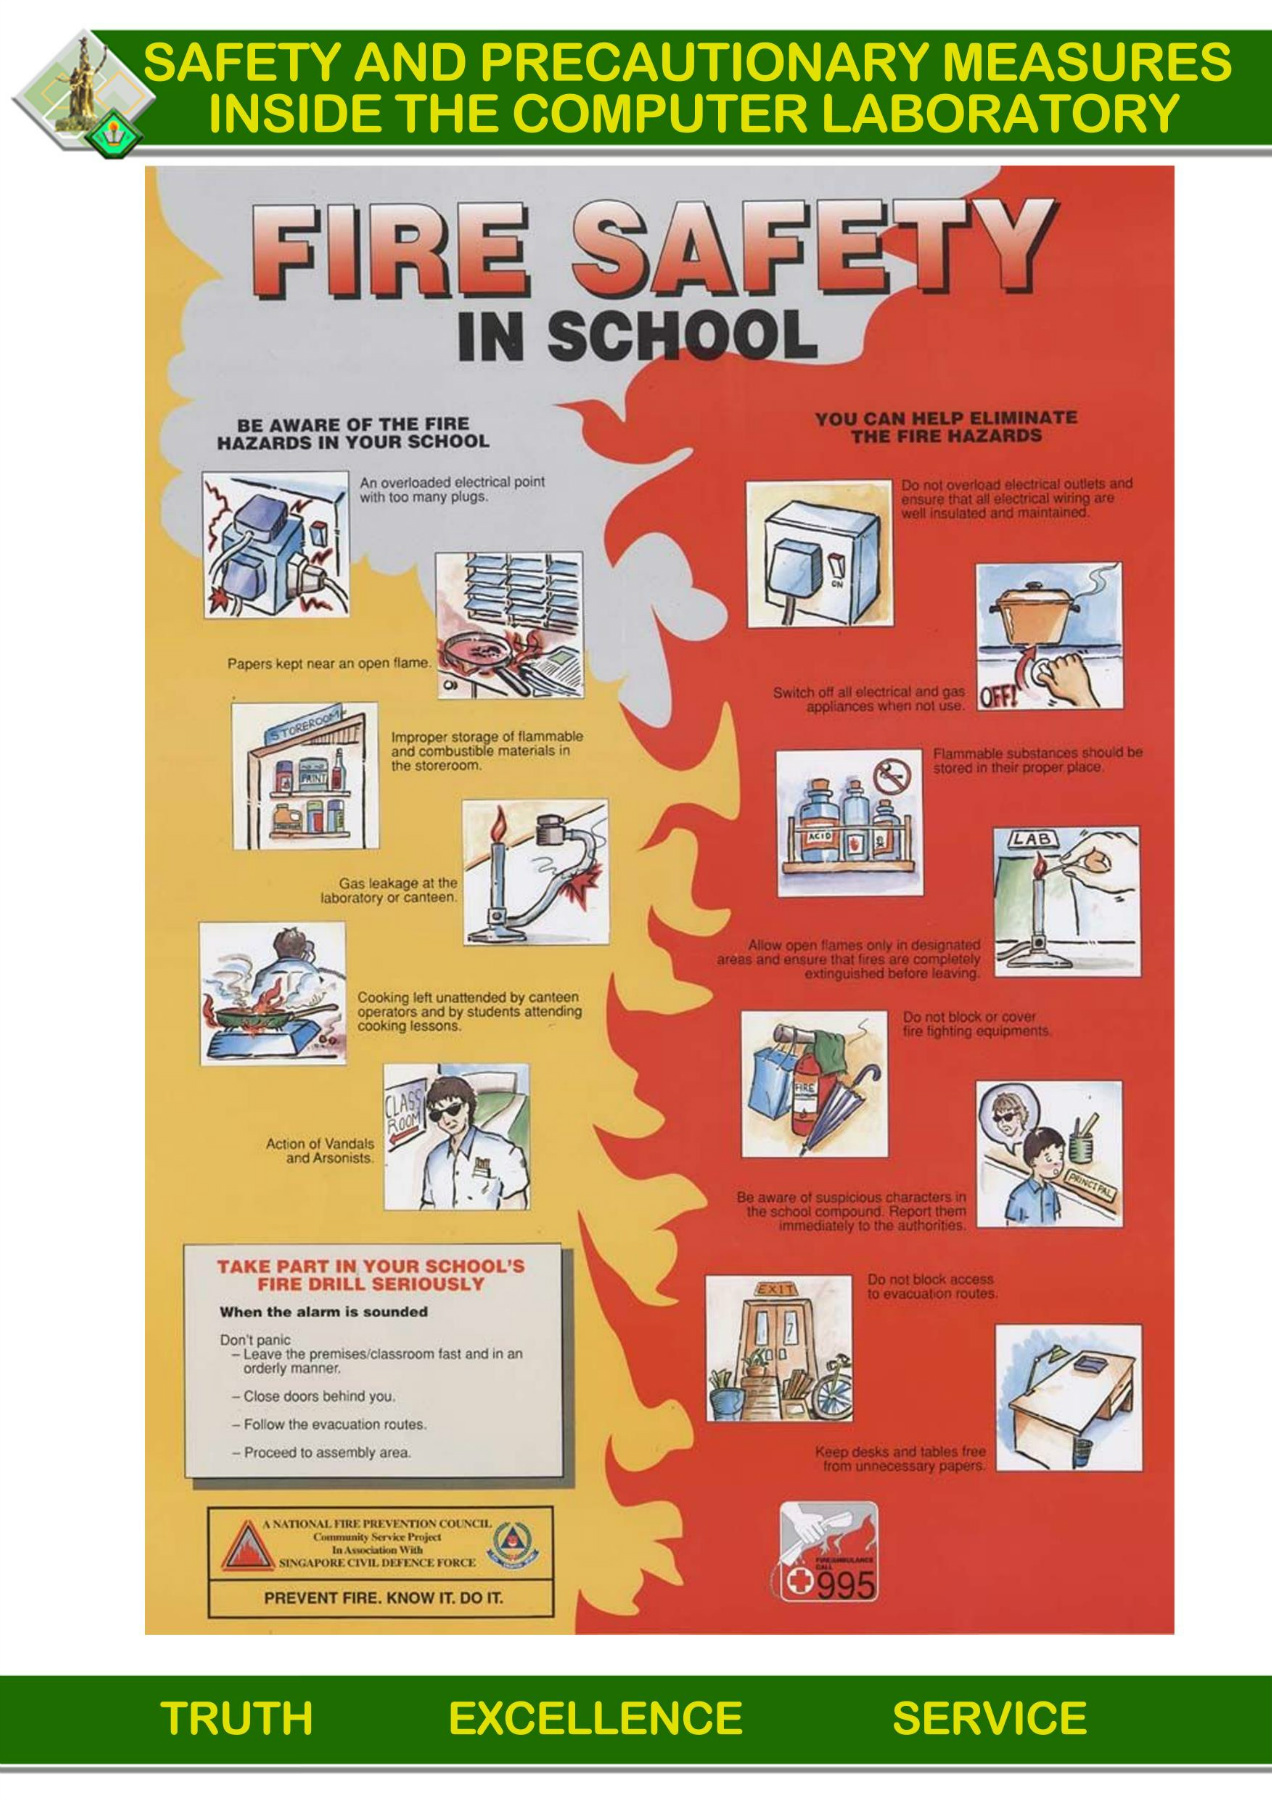 SAFETY AND PRECAUTIONARY MEASURES
INSIDE THE COMPUTER LABORATORY
FIRE SAFETY
IN SCHOOL
BE AWARE OF THE FIRE
HAZARDS IN YOUR SCHOOL
An overloaded electrical point
with too many plugs.
Papers kept near an open flame.
STOREROOM
PAINT
Improper storage of flammable
and combustible materials in
the storeroom.
Gas leakage at the
laboratory or canteen.
Cooking left unattended by canteen
operators and by students attending
cooking lessons.
CLASS
ROOM
Action of Vandals
and Arsonists.
TAKE PART IN YOUR SCHOOL'S
FIRE DRILL SERIOUSLY
When the alarm is sounded
Don't panic
– Leave the premises/classroom fast and in an
orderly manner.
– Close doors behind you.
– Follow the evacuation routes.
– Proceed to assembly area.
A NATIONAL FIRE PREVENTION COUNCIL
Community Service Project
In Association With
SINGAPORE CIVIL DEFENCE FORCE
PREVENT FIRE. KNOW IT. DO IT.
YOU CAN HELP ELIMINATE
THE FIRE HAZARDS
Do not overload electrical outlets and
ensure that all electrical wiring are
well insulated and maintained.
ON
OFF!
Switch off all electrical and gas
appliances when not use.
ACID
Flammable substances should be
stored in their proper place.
LAB
Allow open flames only in designated
areas and ensure that fires are completely
extinguished before leaving.
FIRE
Do not block or cover
fire fighting equipments.
PRINCIPAL
Be aware of suspicious characters in
the school compound. Report them
immediately to the authorities.
EXIT
Do not block access
to evacuation routes.
Keep desks and tables free
from unnecessary papers.
FIRE/AMBULANCE
CALL
995
TRUTH EXCELLENCE SERVICE